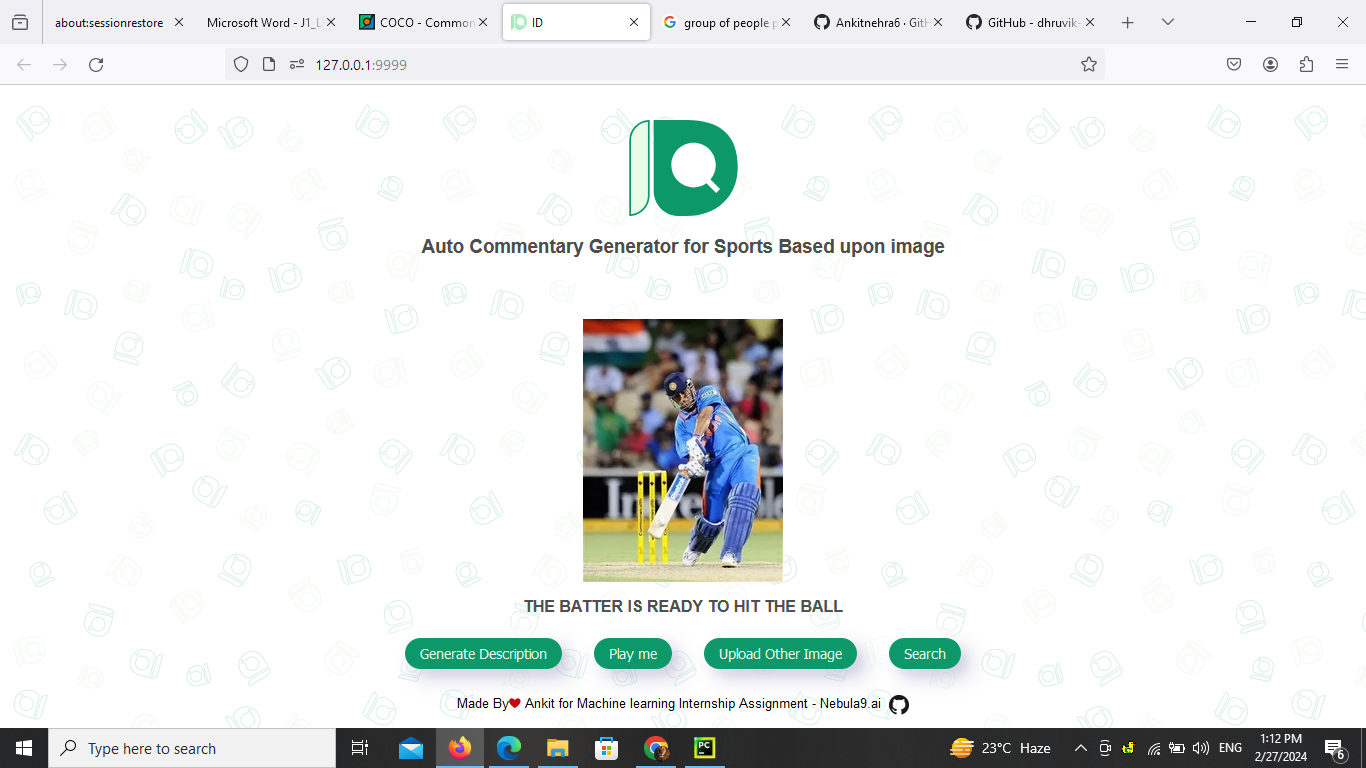 about:sessionrestore
Microsoft Word - J1_L
COCO - Common
ID
group of people p
Ankitnehra6 · GitH
GitHub - dhruvik-
127.0.0.1:9999
Auto Commentary Generator for Sports Based upon image
THE BATTER IS READY TO HIT THE BALL
Generate Description
Play me
Upload Other Image
Search
Made By Ankit for Machine learning Internship Assignment - Nebula9.ai
Type here to search
PC
23°C Haze
ENG
1:12 PM
2/27/2024
6